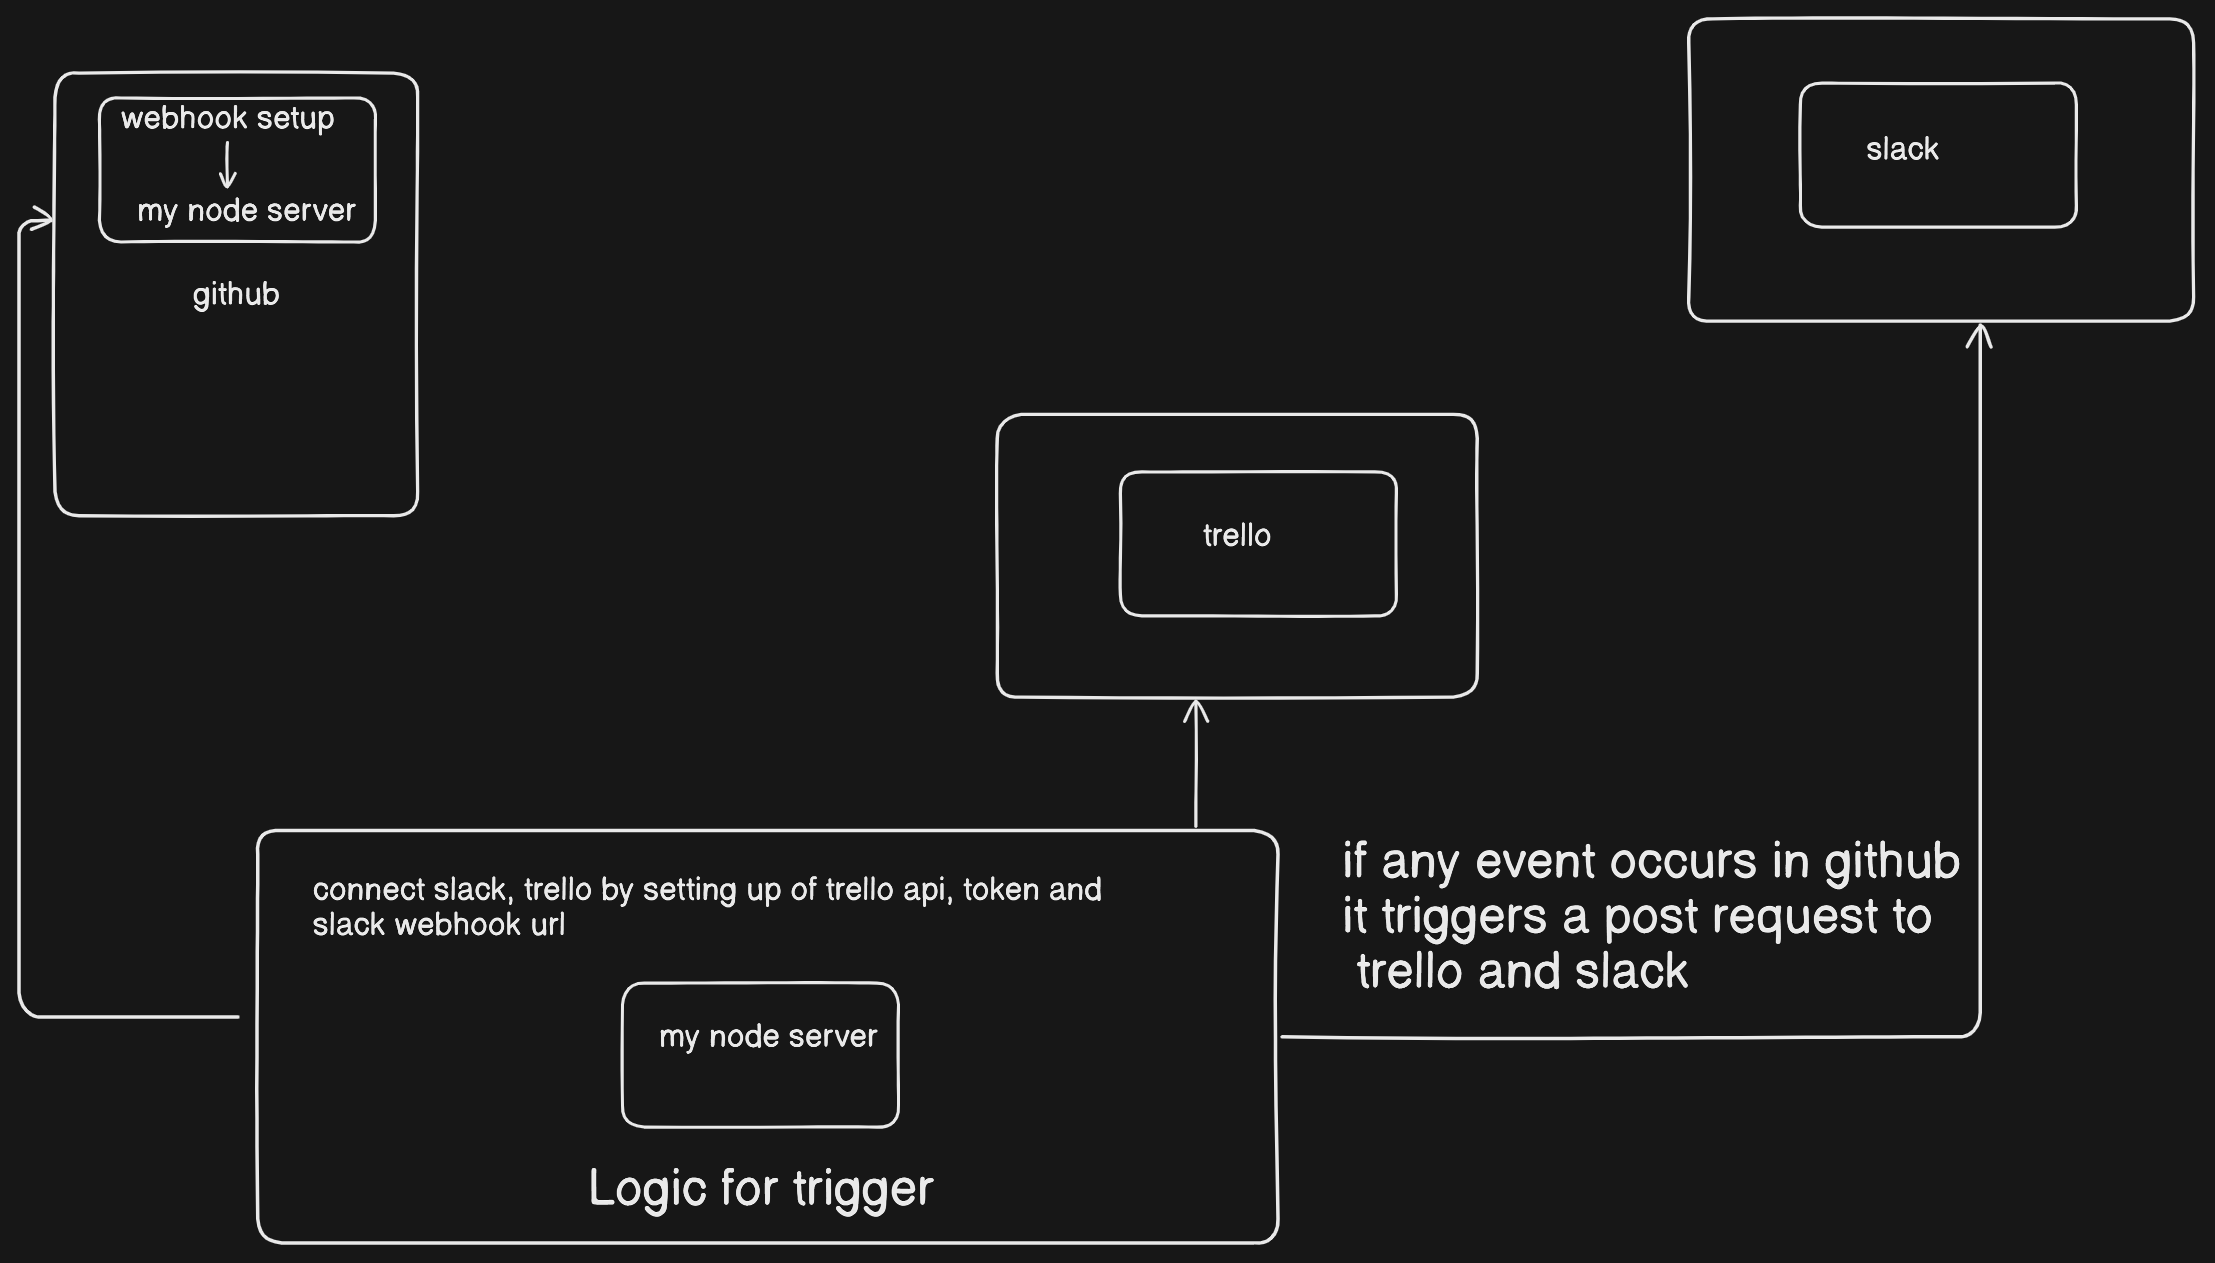 webhook setup
my node server
github
slack
trello
connect slack, trello by setting up of trello api, token and
slack webhook url
my node server
Logic for trigger
if any event occurs in github
it triggers a post request to
trello and slack